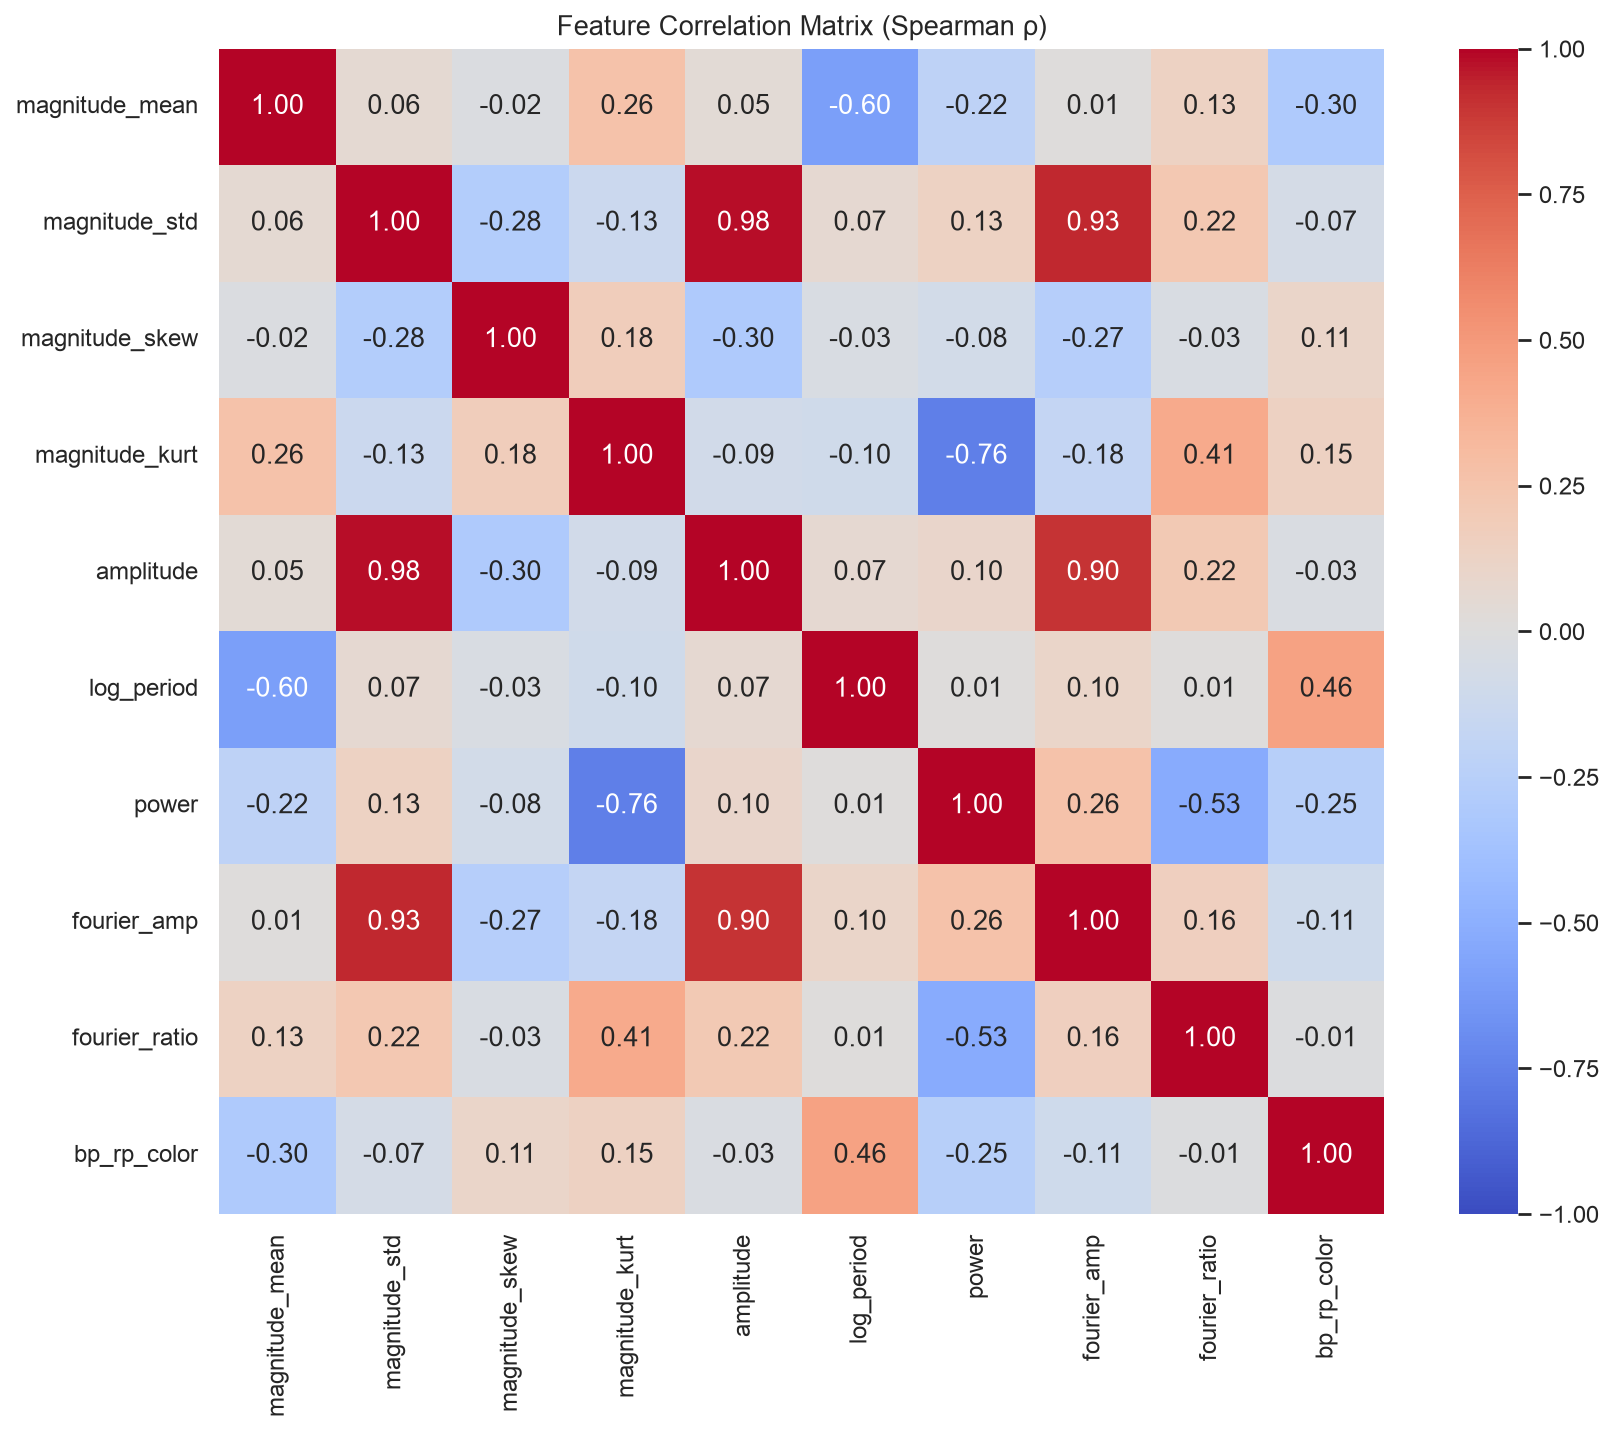 Feature Correlation Matrix (Spearman ρ)
magnitude_mean 1.00 0.06 -0.02 0.26 0.05 -0.60 -0.22 0.01 0.13 -0.30
magnitude_std 0.06 1.00 -0.28 -0.13 0.98 0.07 0.13 0.93 0.22 -0.07
magnitude_skew -0.02 -0.28 1.00 0.18 -0.30 -0.03 -0.08 -0.27 -0.03 0.11
magnitude_kurt 0.26 -0.13 0.18 1.00 -0.09 -0.10 -0.76 -0.18 0.41 0.15
amplitude 0.05 0.98 -0.30 -0.09 1.00 0.07 0.10 0.90 0.22 -0.03
log_period -0.60 0.07 -0.03 -0.10 0.07 1.00 0.01 0.10 0.01 0.46
power -0.22 0.13 -0.08 -0.76 0.10 0.01 1.00 0.26 -0.53 -0.25
fourier_amp 0.01 0.93 -0.27 -0.18 0.90 0.10 0.26 1.00 0.16 -0.11
fourier_ratio 0.13 0.22 -0.03 0.41 0.22 0.01 -0.53 0.16 1.00 -0.01
bp_rp_color -0.30 -0.07 0.11 0.15 -0.03 0.46 -0.25 -0.11 -0.01 1.00
magnitude_mean
magnitude_std
magnitude_skew
magnitude_kurt
amplitude
log_period
power
fourier_amp
fourier_ratio
bp_rp_color
1.00
0.75
0.50
0.25
0.00
−0.25
−0.50
−0.75
−1.00